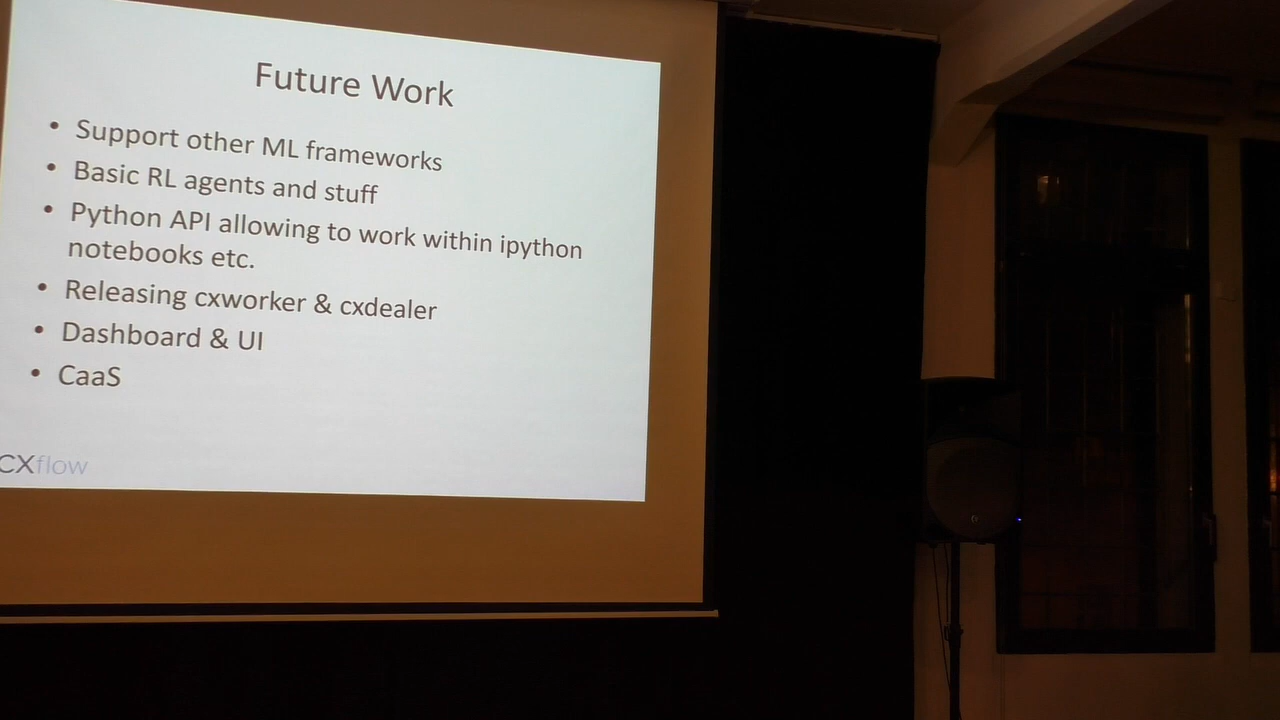 Future Work
• Support other ML frameworks
• Basic RL agents and stuff
• Python API allowing to work within ipython
notebooks etc.
• Releasing cxworker & cxdealer
• Dashboard & UI
• CaaS
CXflow